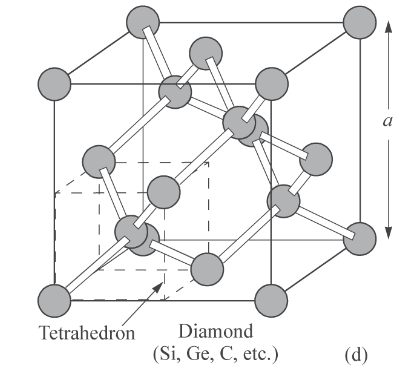 a
Tetrahedron
Diamond
(Si, Ge, C, etc.)
(d)